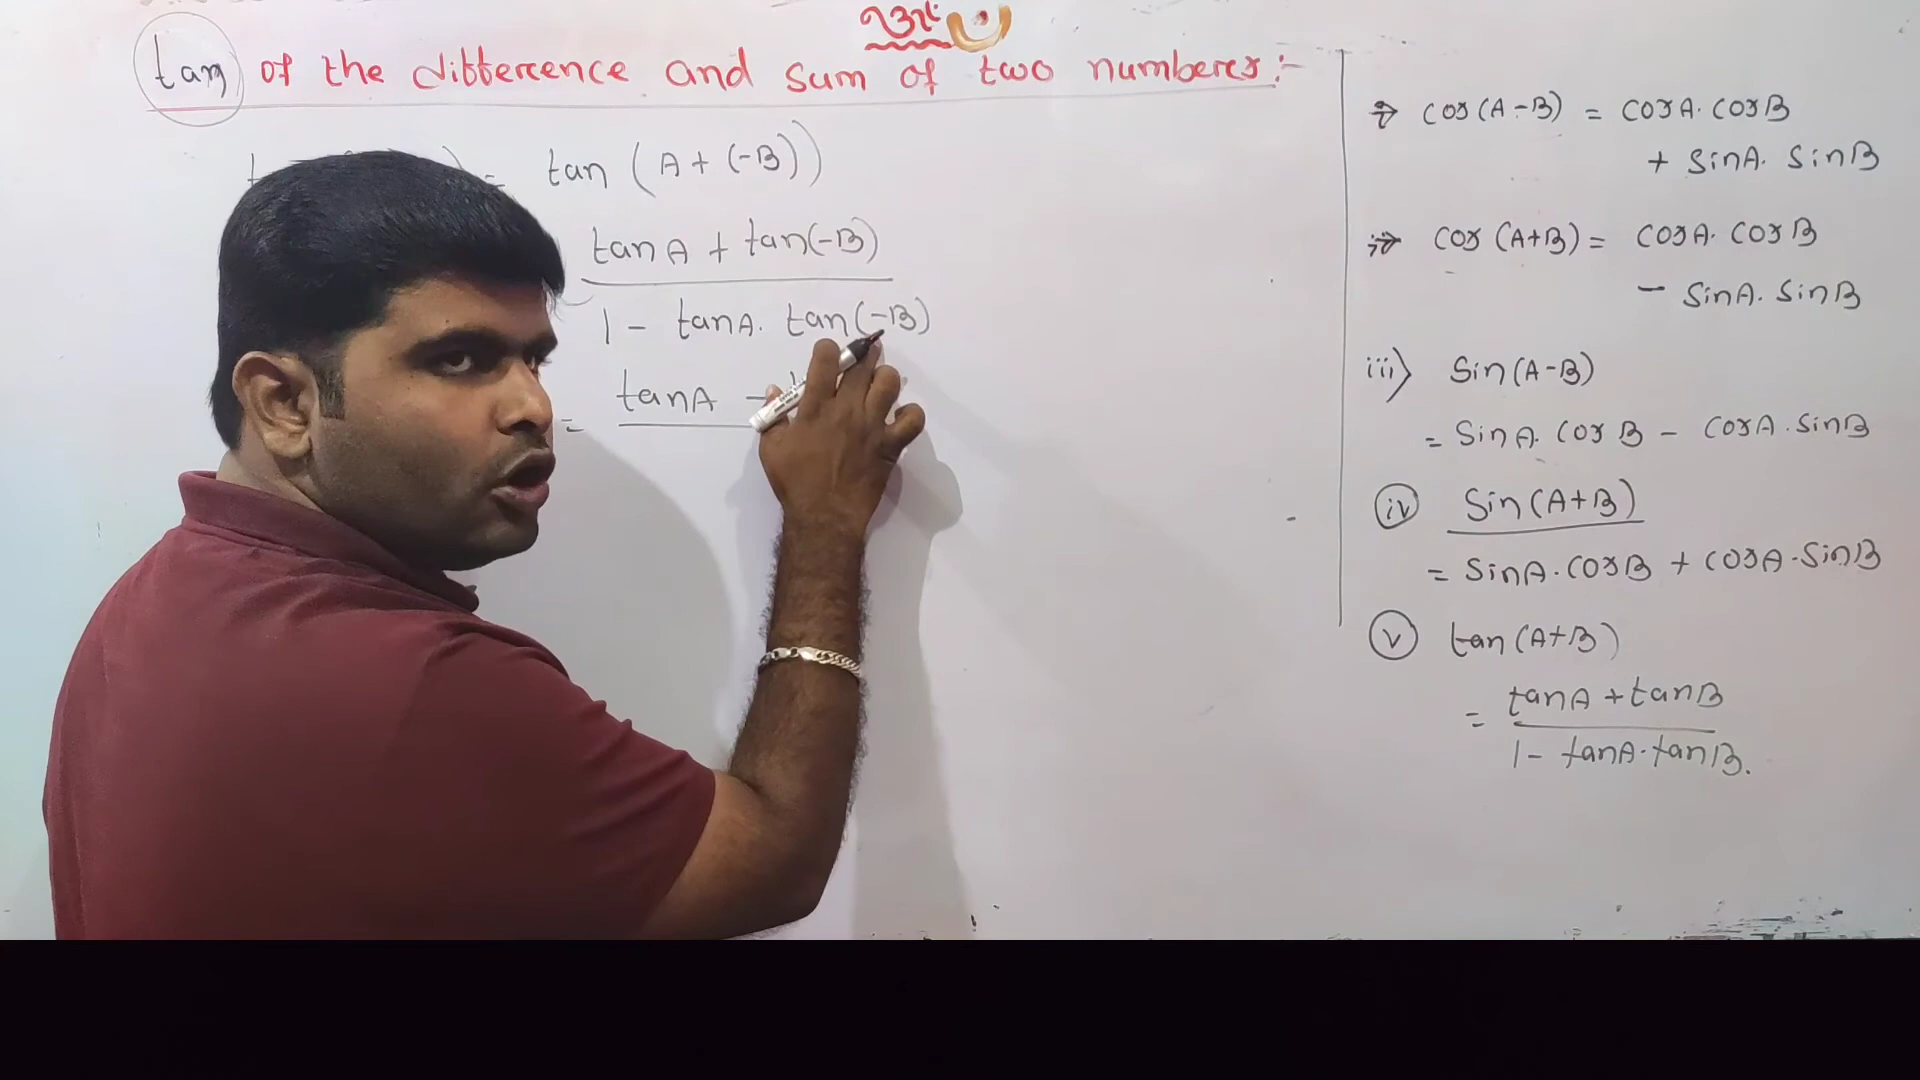 tan of the difference and sum of two numbers :-
= tan (A + (-B))
tanA + tan(-B)
1 - tanA. tan(-B)
= tanA -
i) cos(A-B) = cosA. cosB
+ sinA. sinB
ii) cos(A+B) = cosA. cosB
- sinA. sinB
iii) Sin(A-B)
= SinA. cosB - cosA. sinB
iv Sin(A+B)
= SinA. cosB + cosA. SinB
v tan(A+B)
= tanA + tanB
1 - tanA. tanB.